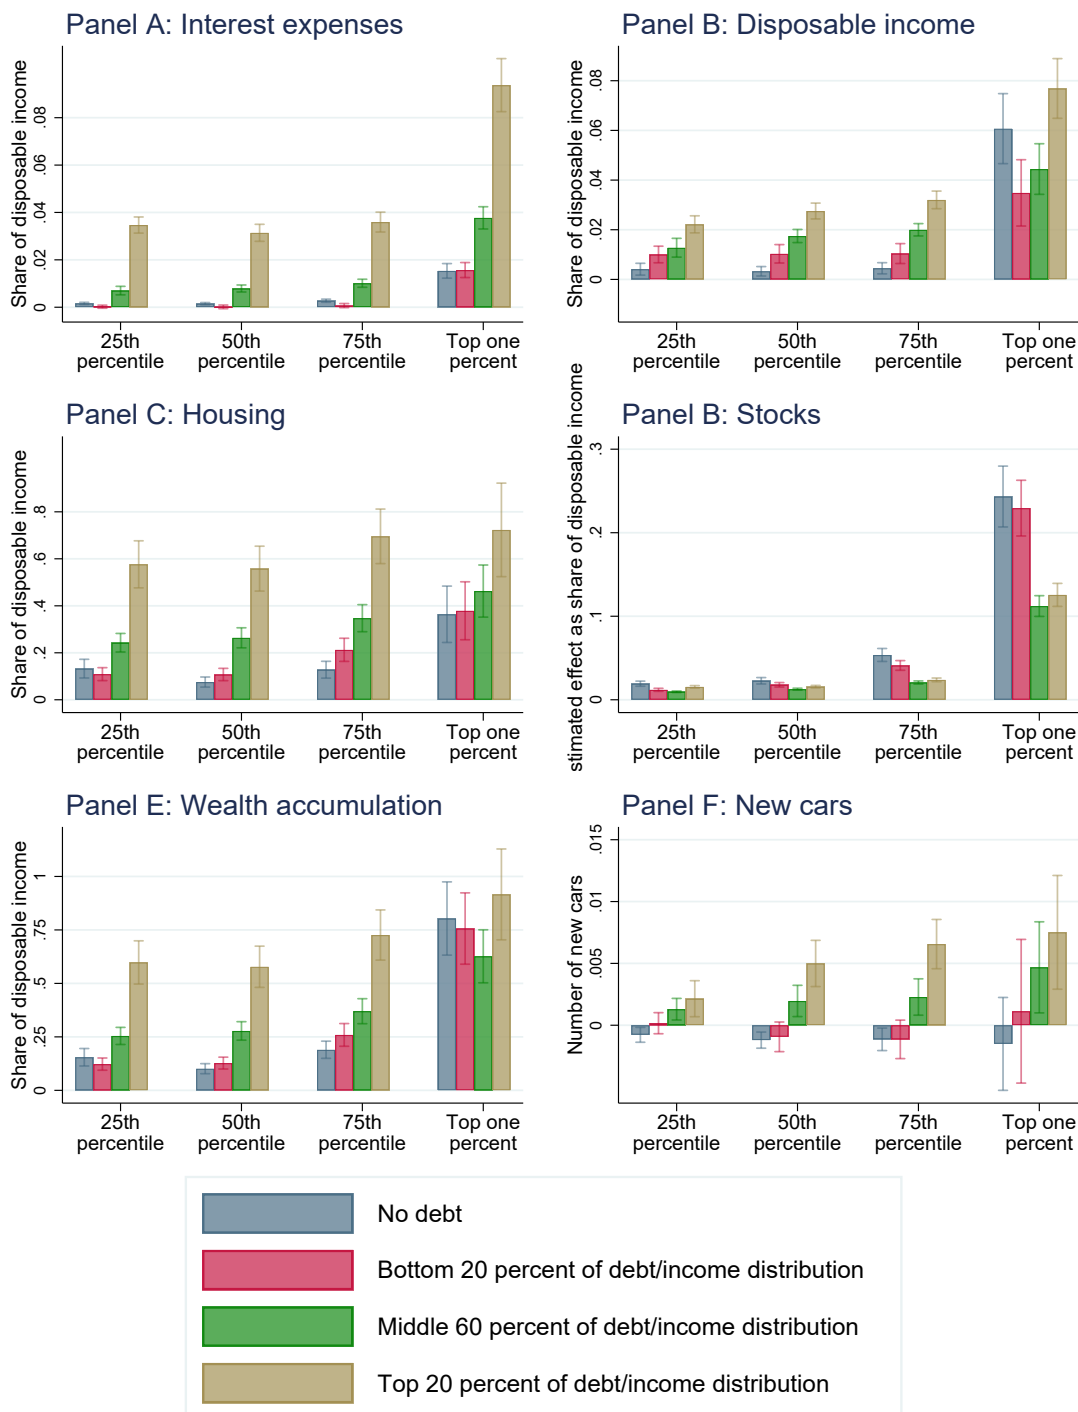 Panel A: Interest expenses
Share of disposable income
0 .02 .04 .06 .08
25th percentile
50th percentile
75th percentile
Top one percent
Panel B: Disposable income
Share of disposable income
0 .02 .04 .06 .08
25th percentile
50th percentile
75th percentile
Top one percent
Panel C: Housing
Share of disposable income
0 .2 .4 .6 .8
25th percentile
50th percentile
75th percentile
Top one percent
Panel B: Stocks
stimated effect as share of disposable income
0 .1 .2 .3
25th percentile
50th percentile
75th percentile
Top one percent
Panel E: Wealth accumulation
Share of disposable income
0 .25 .5 .75 1
25th percentile
50th percentile
75th percentile
Top one percent
Panel F: New cars
Number of new cars
0 .005 .01 .015
25th percentile
50th percentile
75th percentile
Top one percent
No debt
Bottom 20 percent of debt/income distribution
Middle 60 percent of debt/income distribution
Top 20 percent of debt/income distribution